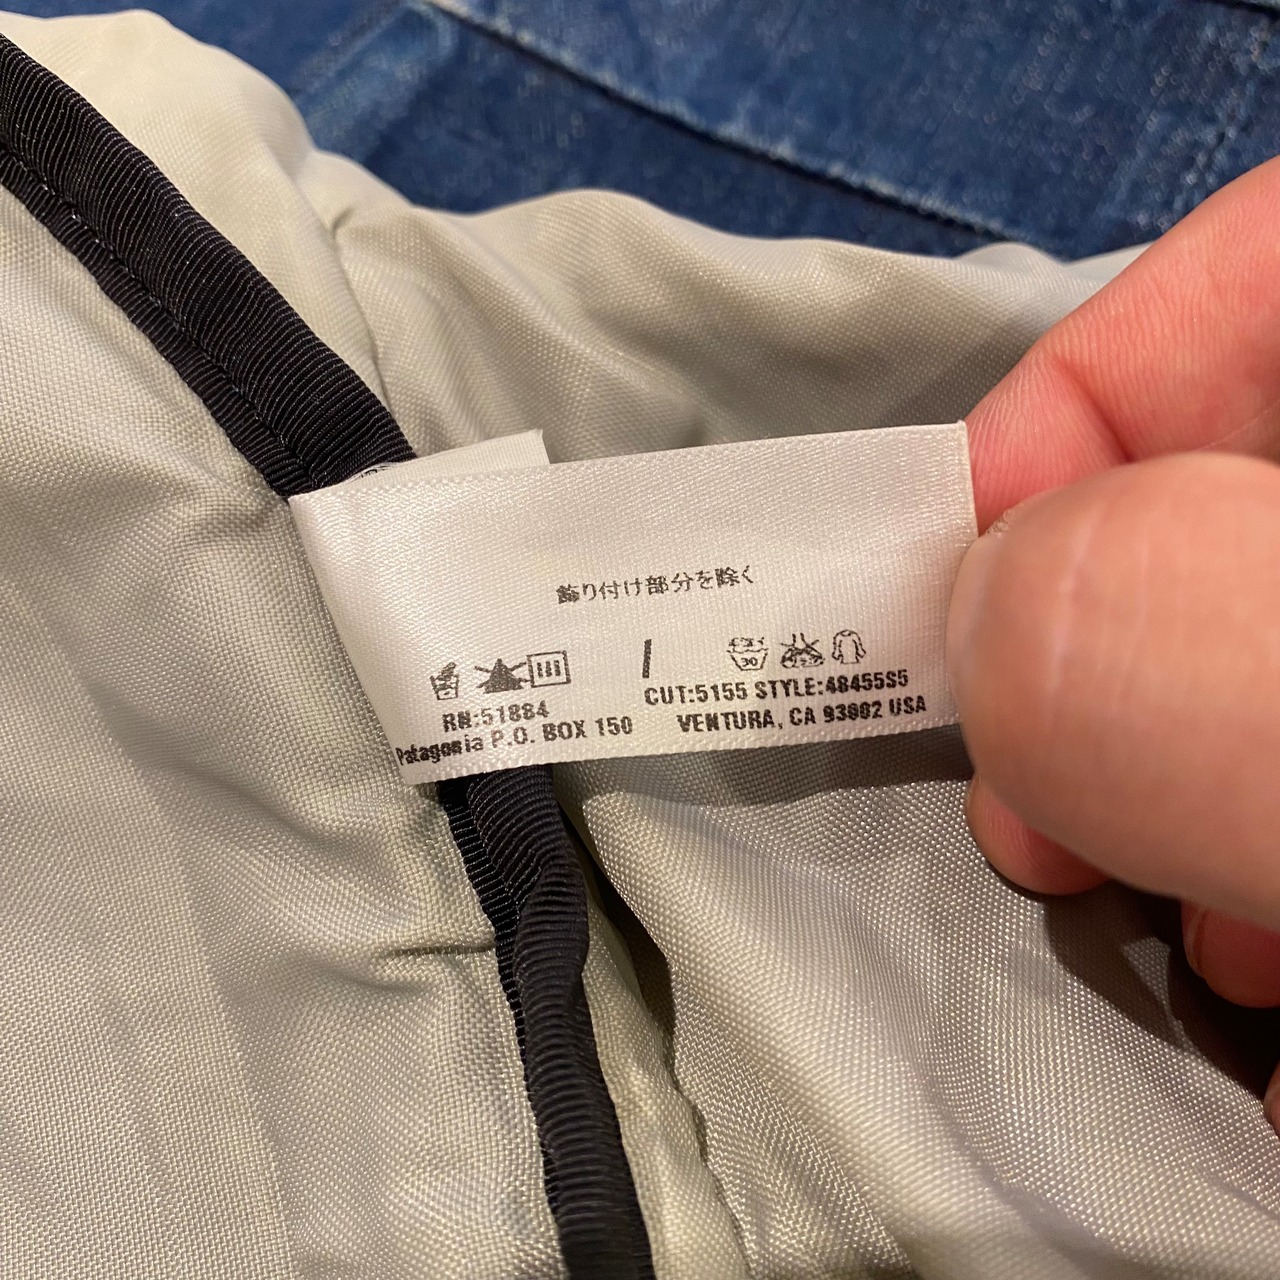 飾り付け部分を除く
30
RN:51884 CUT:5155 STYLE:48455S5
Patagonia P.O. BOX 150 VENTURA, CA 93002 USA